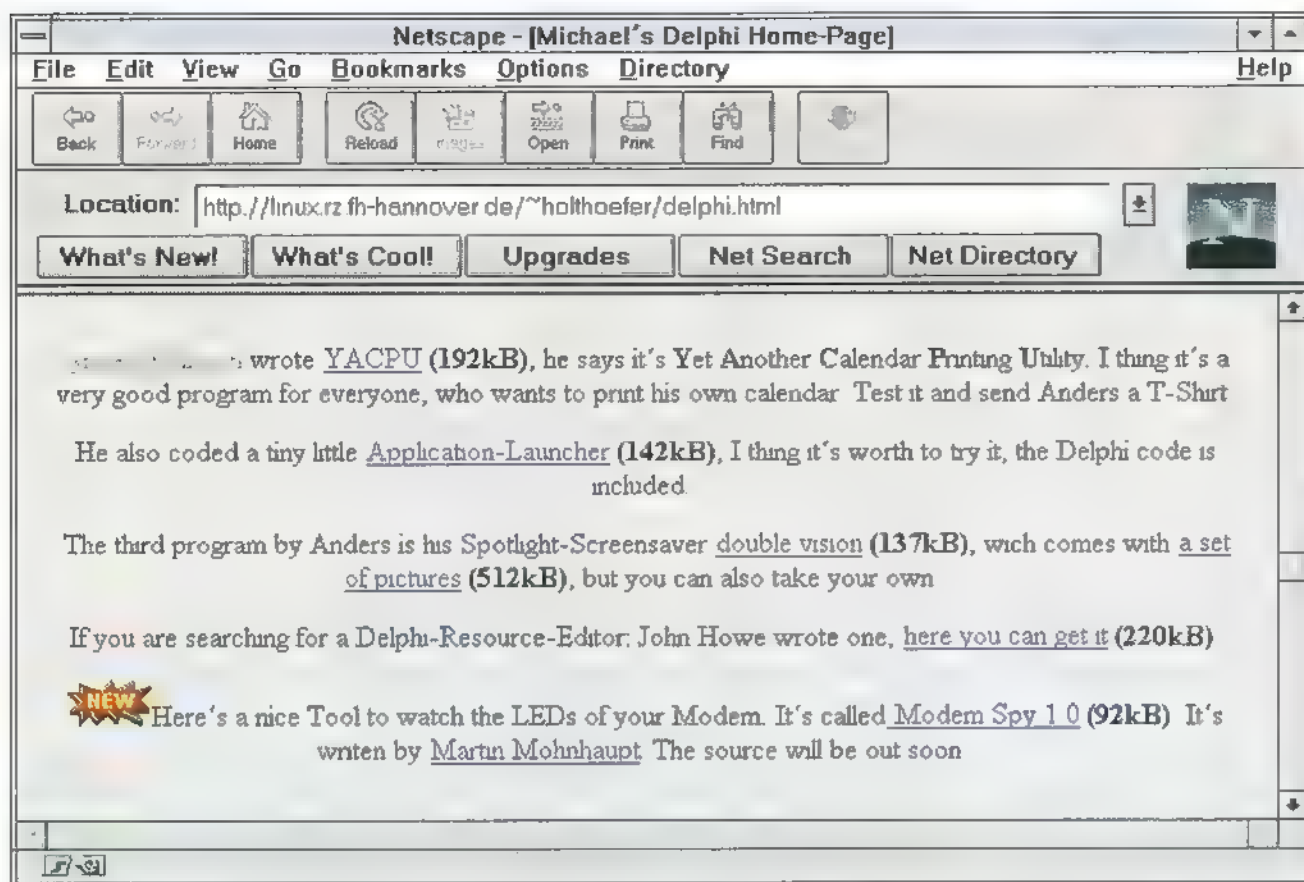 Netscape - [Michael´s Delphi Home-Page]
File Edit View Go Bookmarks Options Directory Help
Back Forward Home Reload Images Open Print Find
Location: http://linux.rz.fh-hannover.de/~holthoefer/delphi.html
What's New! What's Cool! Upgrades Net Search Net Directory
wrote YACPU (192kB), he says it´s Yet Another Calendar Printing Utility. I thing it´s a
very good program for everyone, who wants to print his own calendar Test it and send Anders a T-Shirt
He also coded a tiny little Application-Launcher (142kB), I thing it´s worth to try it, the Delphi code is
included.
The third program by Anders is his Spotlight-Screensaver double vision (137kB), wich comes with a set
of pictures (512kB), but you can also take your own
If you are searching for a Delphi-Resource-Editor: John Howe wrote one, here you can get it (220kB)
NEW Here´s a nice Tool to watch the LEDs of your Modem. It´s called Modem Spy 1 0 (92kB) It´s
writen by Martin Mohnhaupt. The source will be out soon